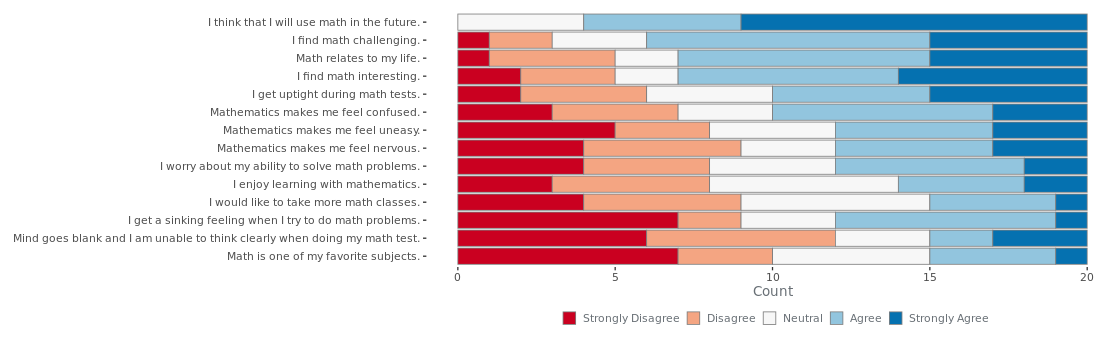 I think that I will use math in the future.
I find math challenging.
Math relates to my life.
I find math interesting.
I get uptight during math tests.
Mathematics makes me feel confused.
Mathematics makes me feel uneasy.
Mathematics makes me feel nervous.
I worry about my ability to solve math problems.
I enjoy learning with mathematics.
I would like to take more math classes.
I get a sinking feeling when I try to do math problems.
Mind goes blank and I am unable to think clearly when doing my math test.
Math is one of my favorite subjects.
0 5 10 15 20
Count
Strongly Disagree Disagree Neutral Agree Strongly Agree